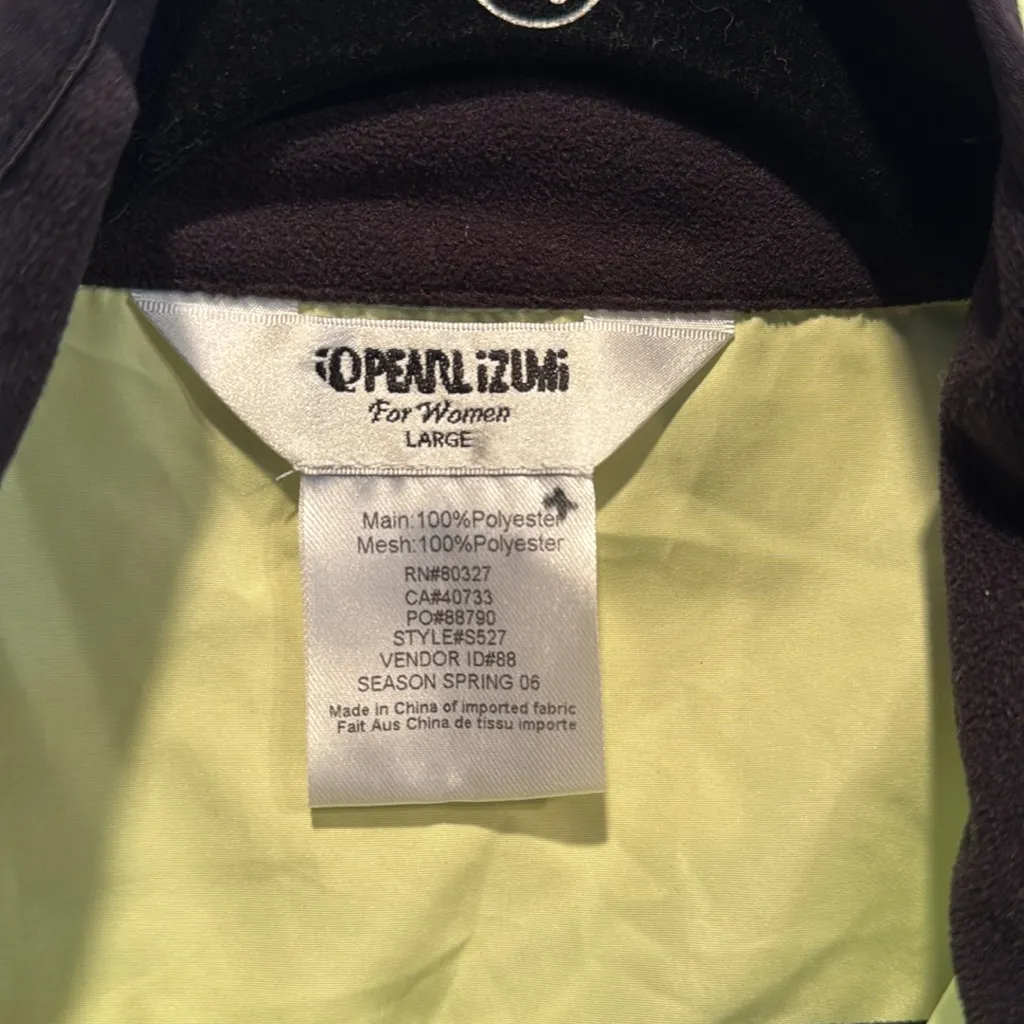 PEARL iZUMi
For Women
LARGE
Main:100%Polyester
Mesh:100%Polyester
RN#80327
CA#40733
PO#88790
STYLE#S527
VENDOR ID#88
SEASON SPRING 06
Made in China of imported fabric
Fait Aus China de tissu importe